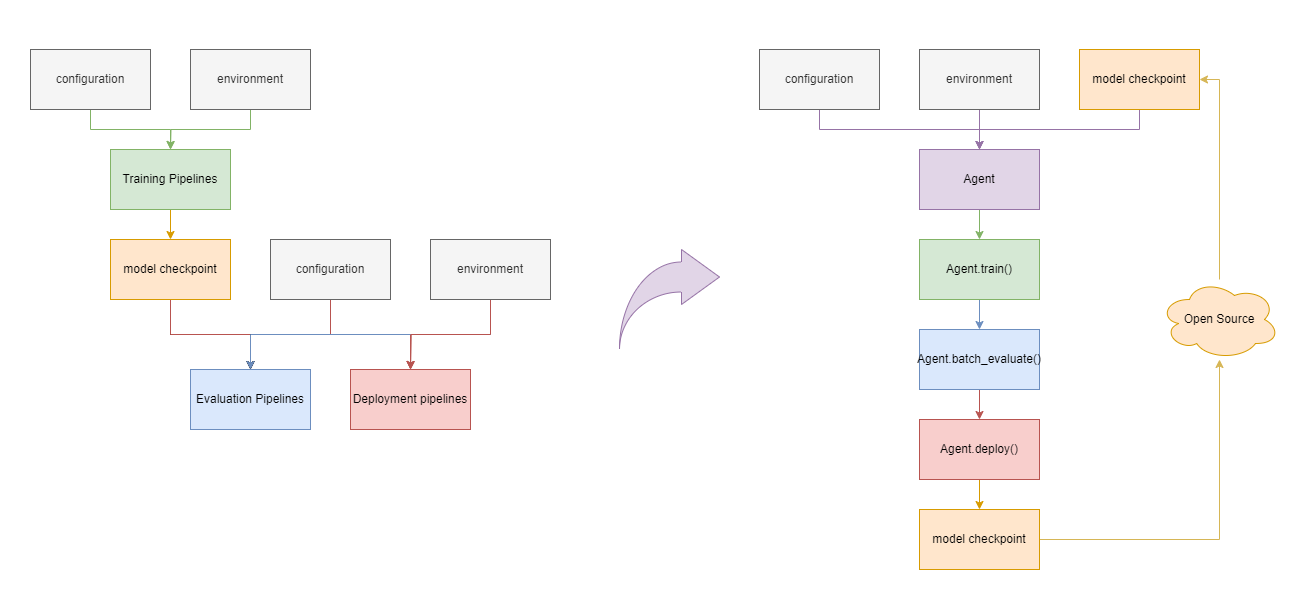 configuration
environment
Training Pipelines
model checkpoint
configuration
environment
Evaluation Pipelines
Deployment pipelines
configuration
environment
model checkpoint
Agent
Agent.train()
Agent.batch_evaluate()
Agent.deploy()
model checkpoint
Open Source